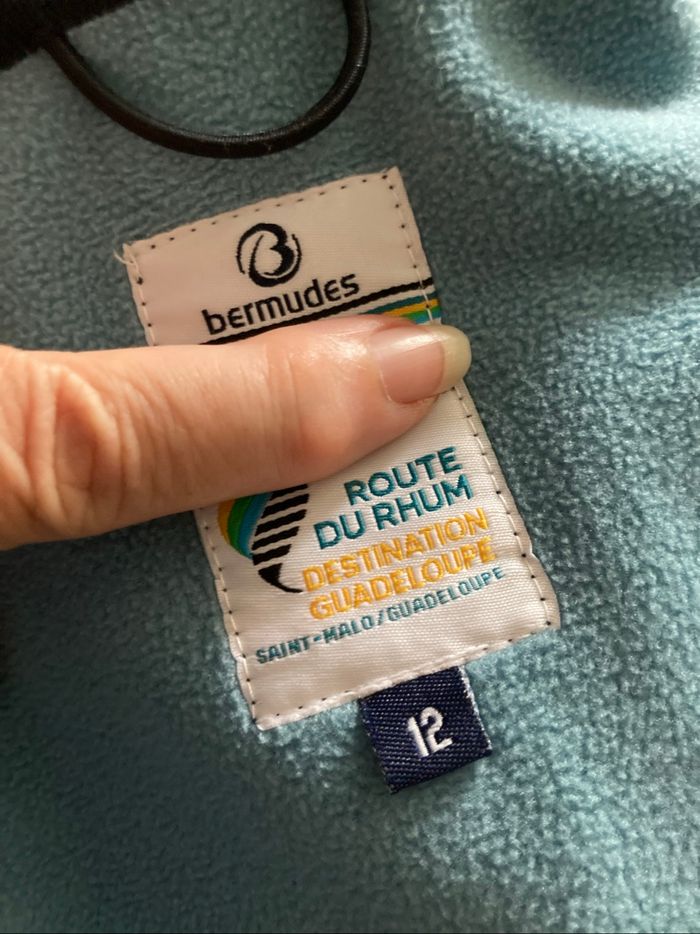 B
bermudes
ROUTE
DU RHUM
DESTINATION
GUADELOUPE
SAINT-MALO/GUADELOUPE
12